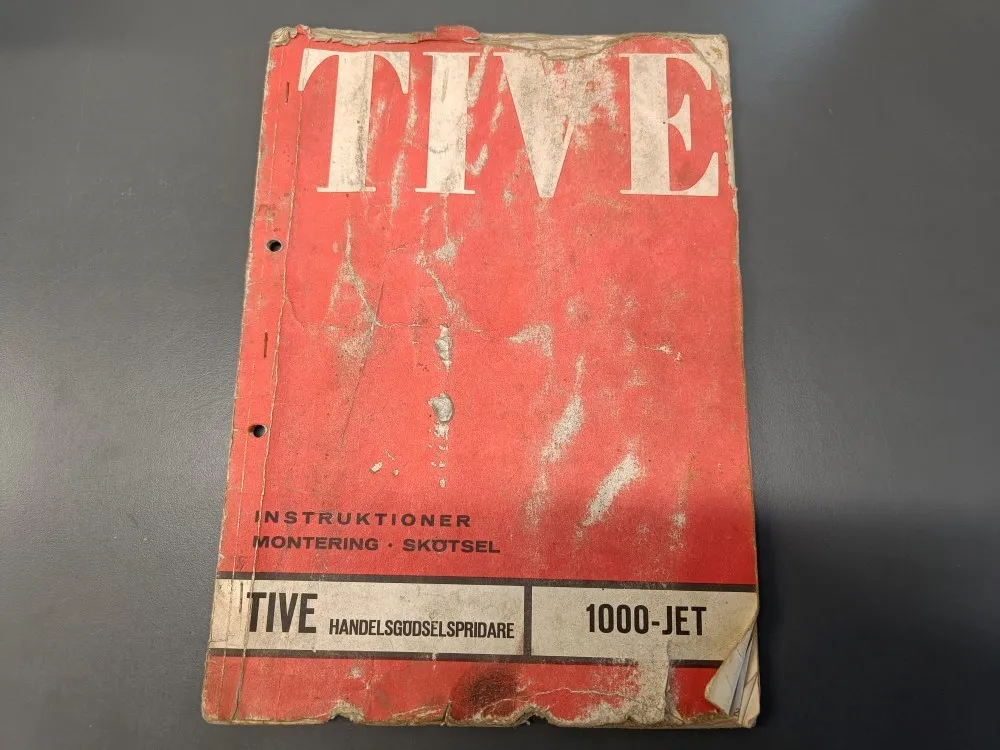 TIVE
INSTRUKTIONER
MONTERING · SKÖTSEL
TIVE HANDELSGÖDSELSPRIDARE
1000-JET